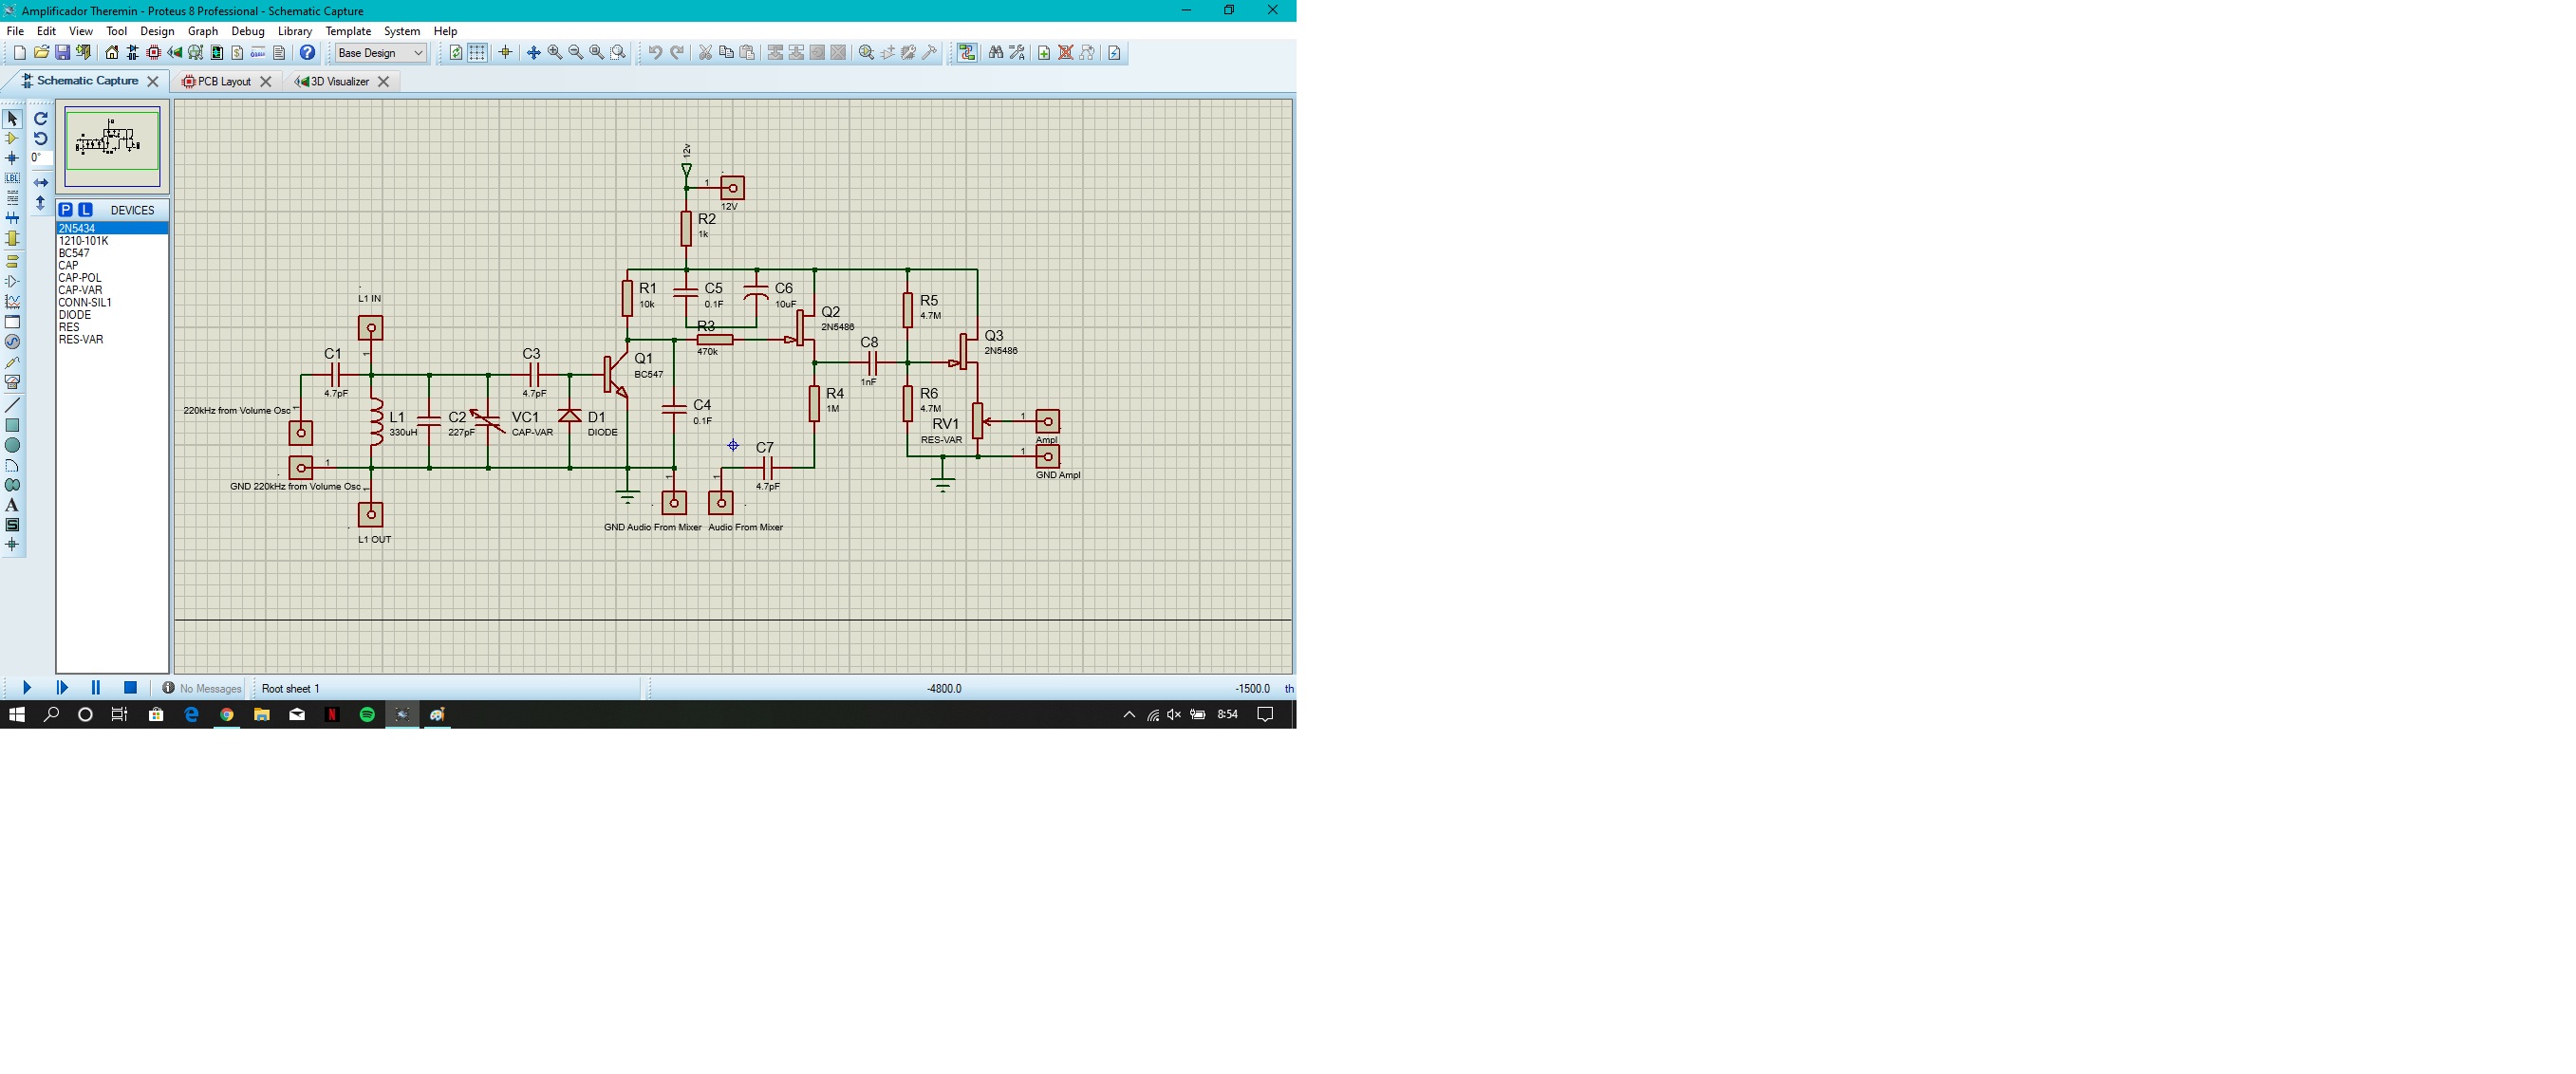 Amplificador Theremin - Proteus 8 Professional - Schematic Capture
File Edit View Tool Design Graph Debug Library Template System Help
Base Design
Schematic Capture PCB Layout 3D Visualizer
0°
P L DEVICES
2N5434
1210-101K
BC547
CAP
CAP-POL
CAP-VAR
CONN-SIL1
DIODE
RES
RES-VAR
12v
1
12V
R2
1k
L1 IN
1
R1
10k
C5
0.1F
C6
10uF
R3
470k
Q2
2N5486
R5
4.7M
Q3
2N5486
C1
4.7pF
C3
4.7pF
Q1
BC547
C8
1nF
220kHz from Volume Osc
1
L1
330uH
C2
227pF
VC1
CAP-VAR
D1
DIODE
C4
0.1F
R4
1M
R6
4.7M
RV1
RES-VAR
1
Ampl
1
GND Ampl
1
GND 220kHz from Volume Osc
1
L1 OUT
C7
4.7pF
1
GND Audio From Mixer
1
Audio From Mixer
No Messages Root sheet 1 -4800.0 -1500.0 th
8:54